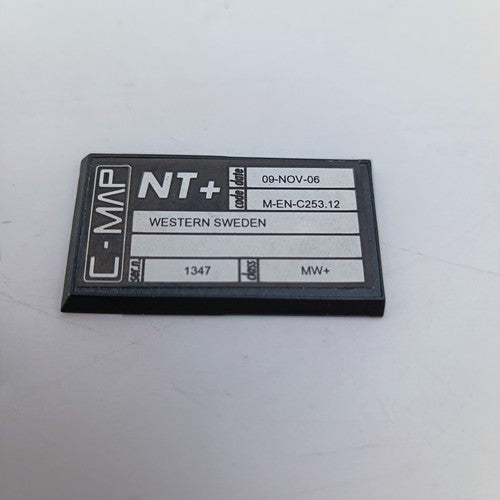 C-MAP
NT+
date 09-NOV-06
code M-EN-C253.12
WESTERN SWEDEN
ser.n. 1347 class MW+